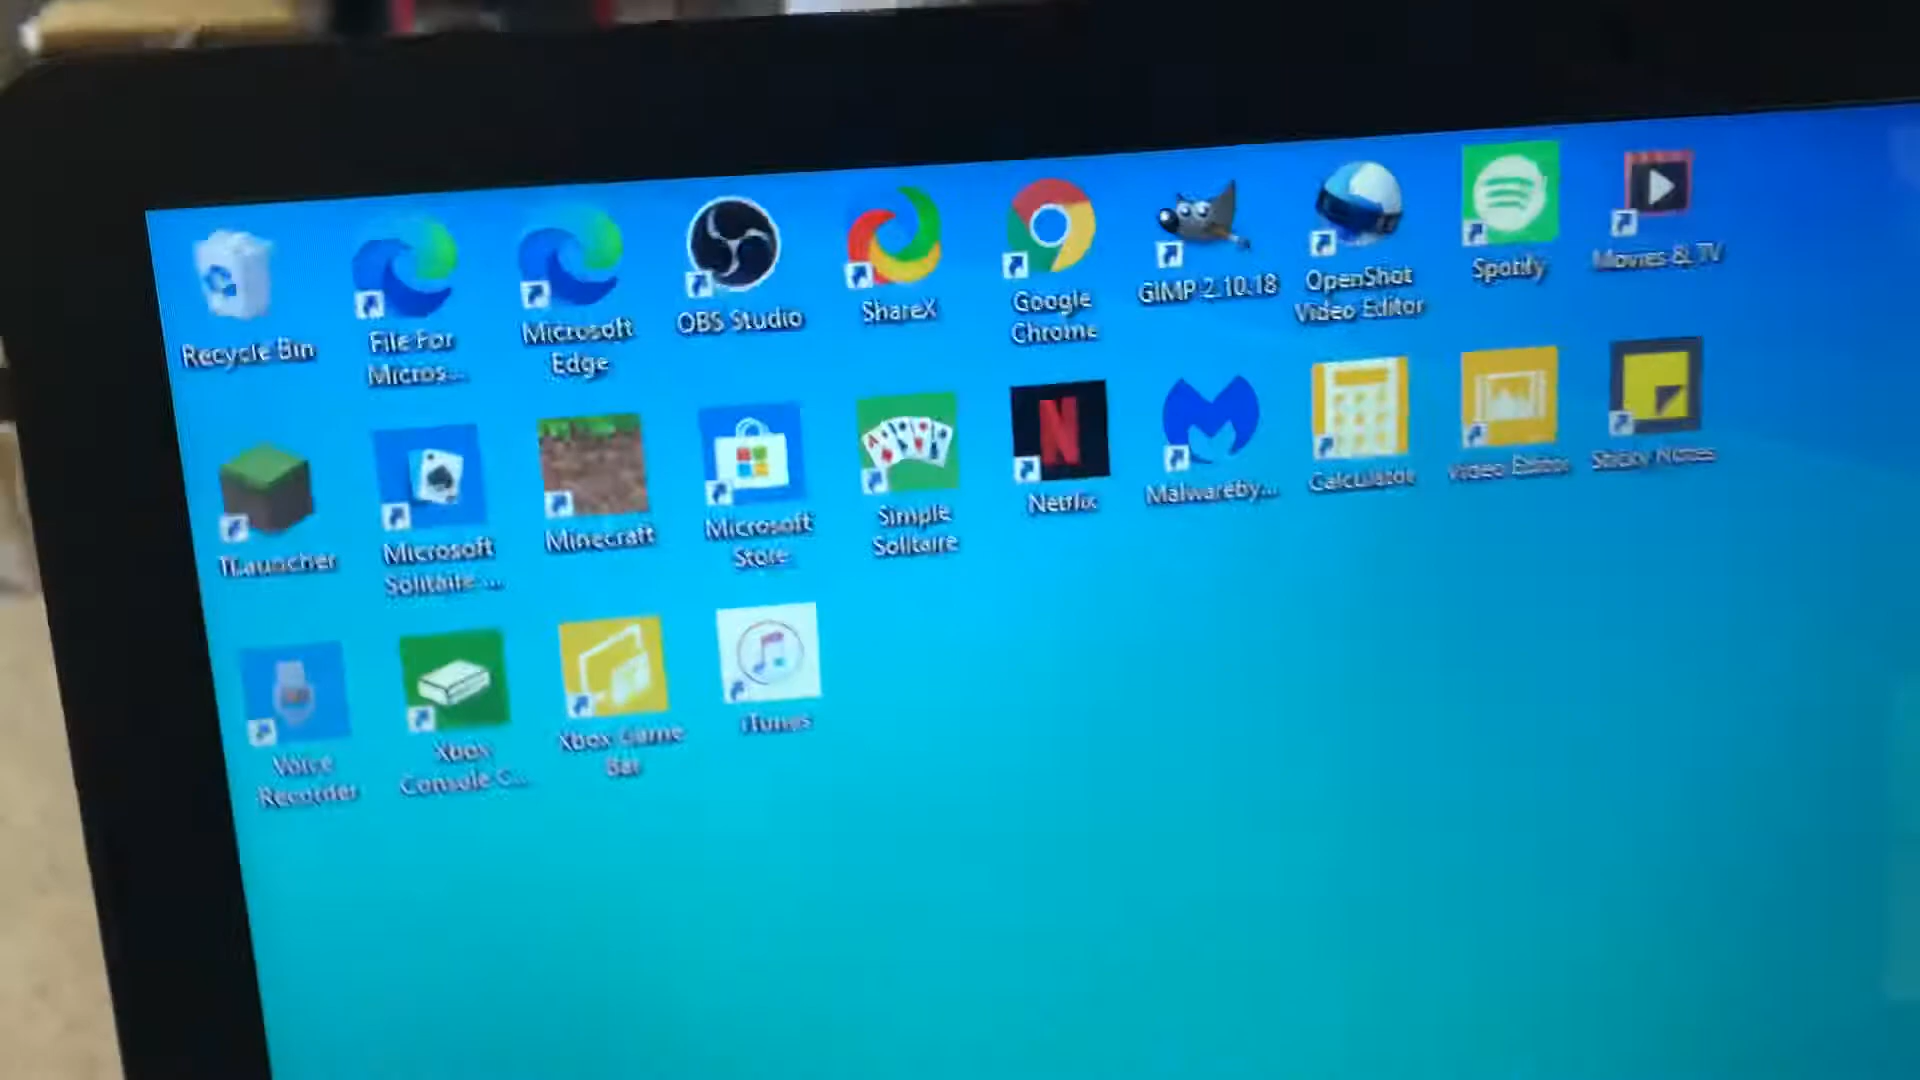 Recycle Bin
File For
Micros...
Microsoft
Edge
OBS Studio
ShareX
Google
Chrome
GIMP 2.10.18
OpenShot
Video Editor
Spotify
Movies & TV
TLauncher
Microsoft
Solitaire ...
Minecraft
Microsoft
Store
Simple
Solitaire
N
Netflix
Malwareby...
Calculator
Video Editor
Sticky Notes
Voice
Recorder
Xbox
Console C...
Xbox Game
Bar
iTunes